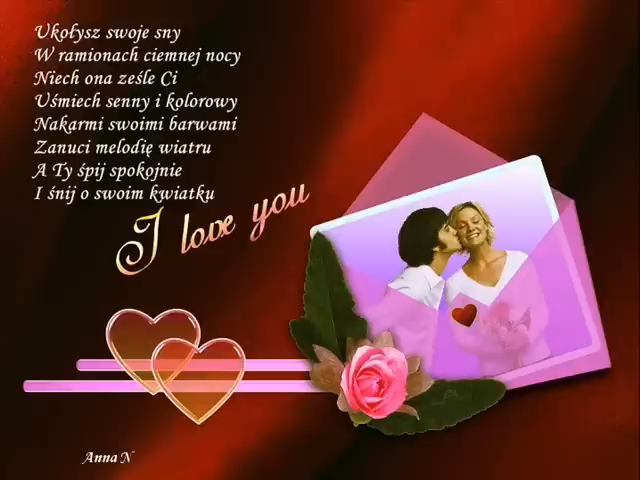 Ukołysz swoje sny
W ramionach ciemnej nocy
Niech ona ześle Ci
Uśmiech senny i kolorowy
Nakarmi swoimi barwami
Zanuci melodię wiatru
A Ty śpij spokojnie
I śnij o swoim kwiatku
I love you
Anna N